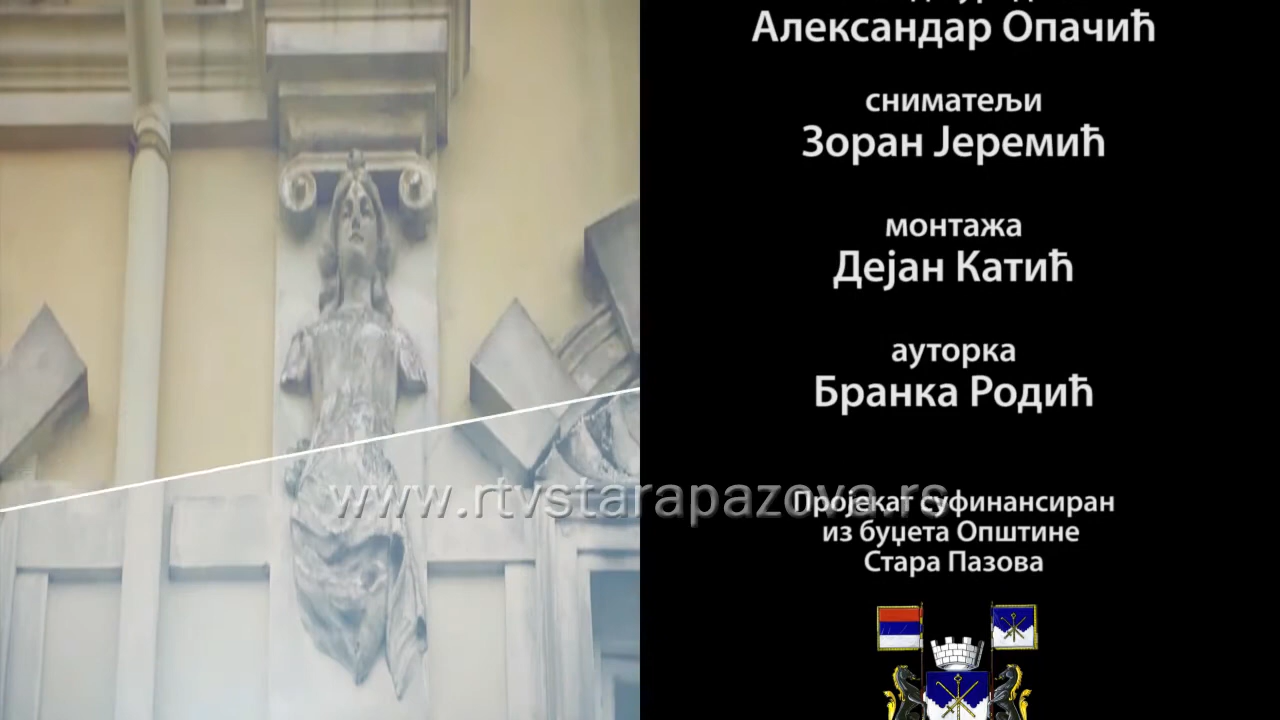 Александар Опачић
сниматељи
Зоран Јеремић
монтажа
Дејан Катић
ауторка
Бранка Родић
www.rtvstarapazova.rs
Пројекат суфинансиран
из буџета Општине
Стара Пазова